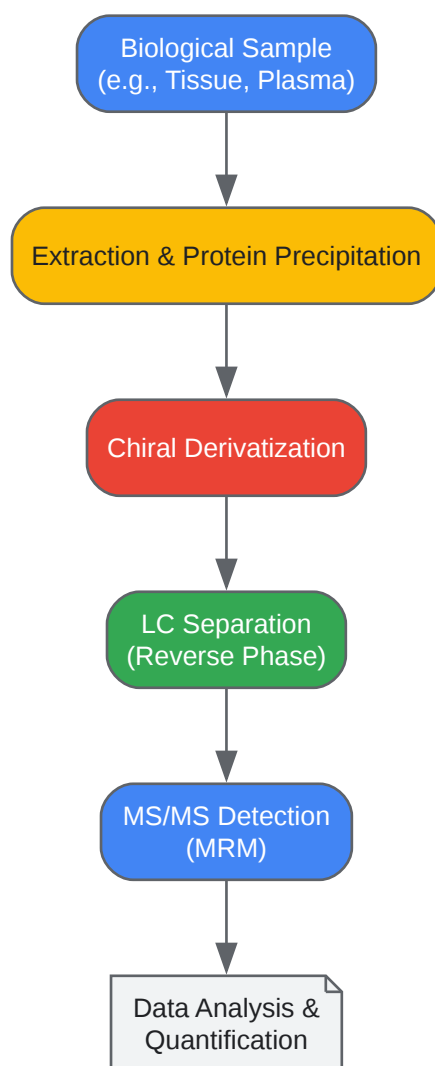 Biological Sample
(e.g., Tissue, Plasma)
Extraction & Protein Precipitation
Chiral Derivatization
LC Separation
(Reverse Phase)
MS/MS Detection
(MRM)
Data Analysis &
Quantification